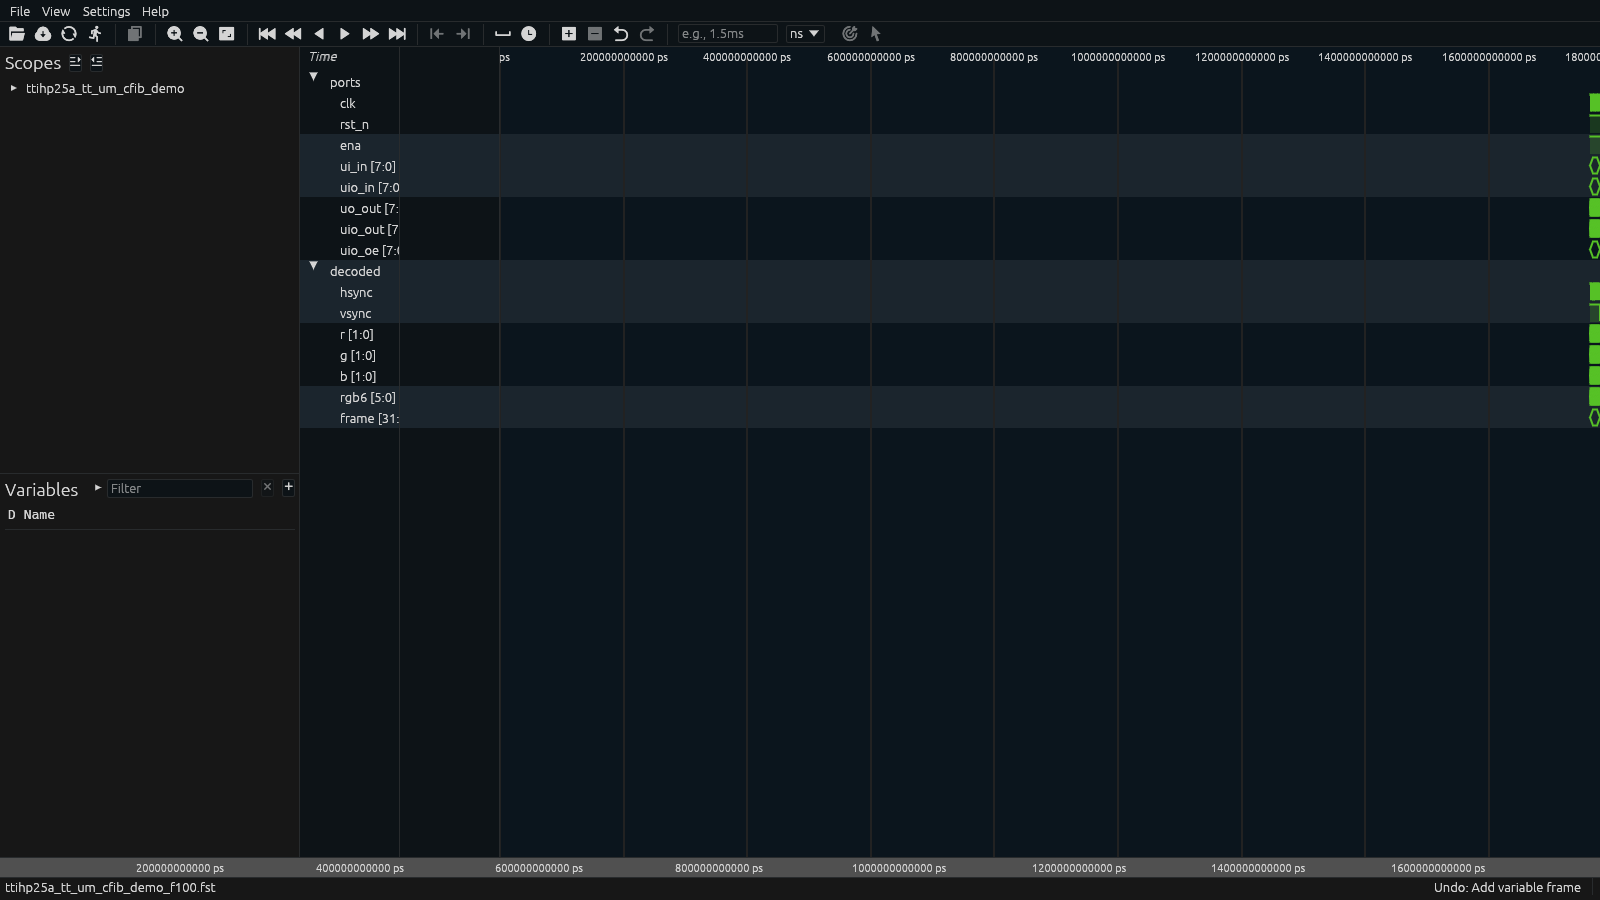 File View Settings Help
e.g., 1.5ms ns
Scopes
ttihp25a_tt_um_cfib_demo
Time
ps 200000000000 ps 400000000000 ps 600000000000 ps 800000000000 ps 1000000000000 ps 1200000000000 ps 1400000000000 ps 1600000000000 ps 180000
ports
clk
rst_n
ena
ui_in [7:0]
uio_in [7:0
uo_out [7:
uio_out [7
uio_oe [7:0
decoded
hsync
vsync
r [1:0]
g [1:0]
b [1:0]
rgb6 [5:0]
frame [31:
Variables Filter
D Name
200000000000 ps 400000000000 ps 600000000000 ps 800000000000 ps 1000000000000 ps 1200000000000 ps 1400000000000 ps 1600000000000 ps
ttihp25a_tt_um_cfib_demo_f100.fst
Undo: Add variable frame